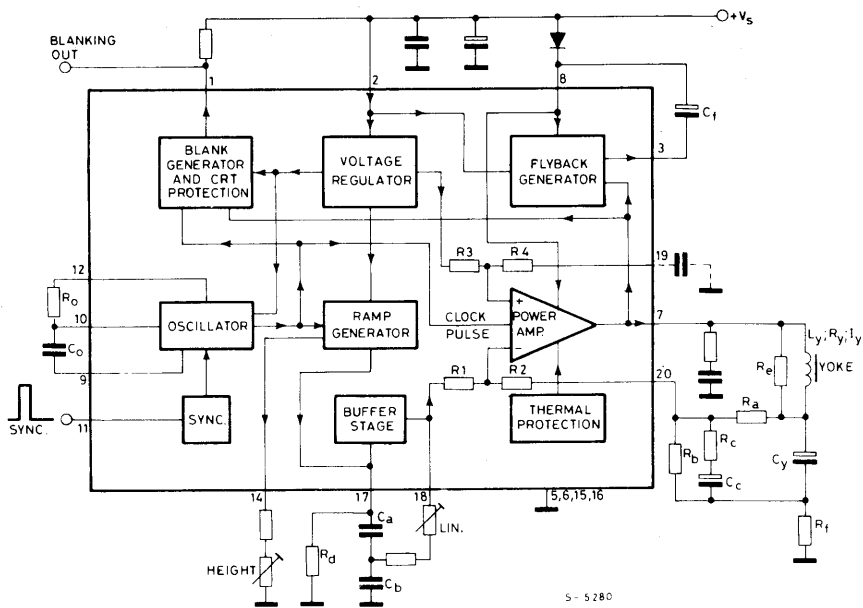 +Vs
BLANKING
OUT
1
2
8
Cf
3
BLANK
GENERATOR
AND CRT
PROTECTION
VOLTAGE
REGULATOR
FLYBACK
GENERATOR
R3
R4
19
12
Ro
10
Co
9
OSCILLATOR
RAMP
GENERATOR
CLOCK
PULSE
+
POWER
AMP.
-
7
Ly; Ry; Iy
YOKE
Re
R1
R2
20
Ra
SYNC.
11
SYNC.
BUFFER
STAGE
THERMAL
PROTECTION
Rb
Rc
Cc
Cy
14
17
18
5,6,15,16
Ca
LIN.
Rd
Rf
HEIGHT
Cb
S-5280